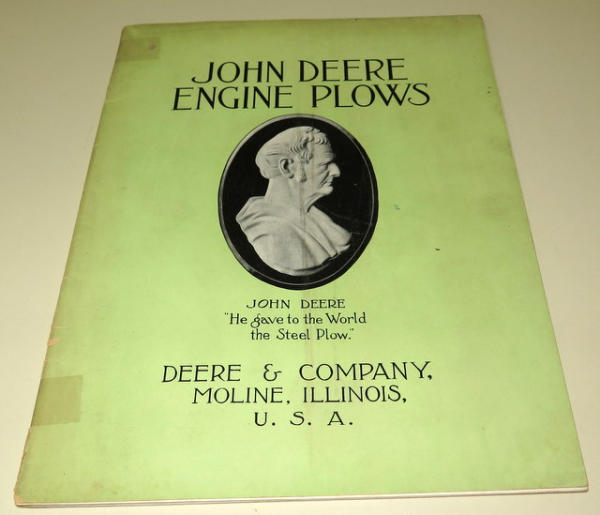 JOHN DEERE
ENGINE PLOWS
JOHN DEERE
"He gave to the World
the Steel Plow."
DEERE & COMPANY,
MOLINE, ILLINOIS,
U. S. A.